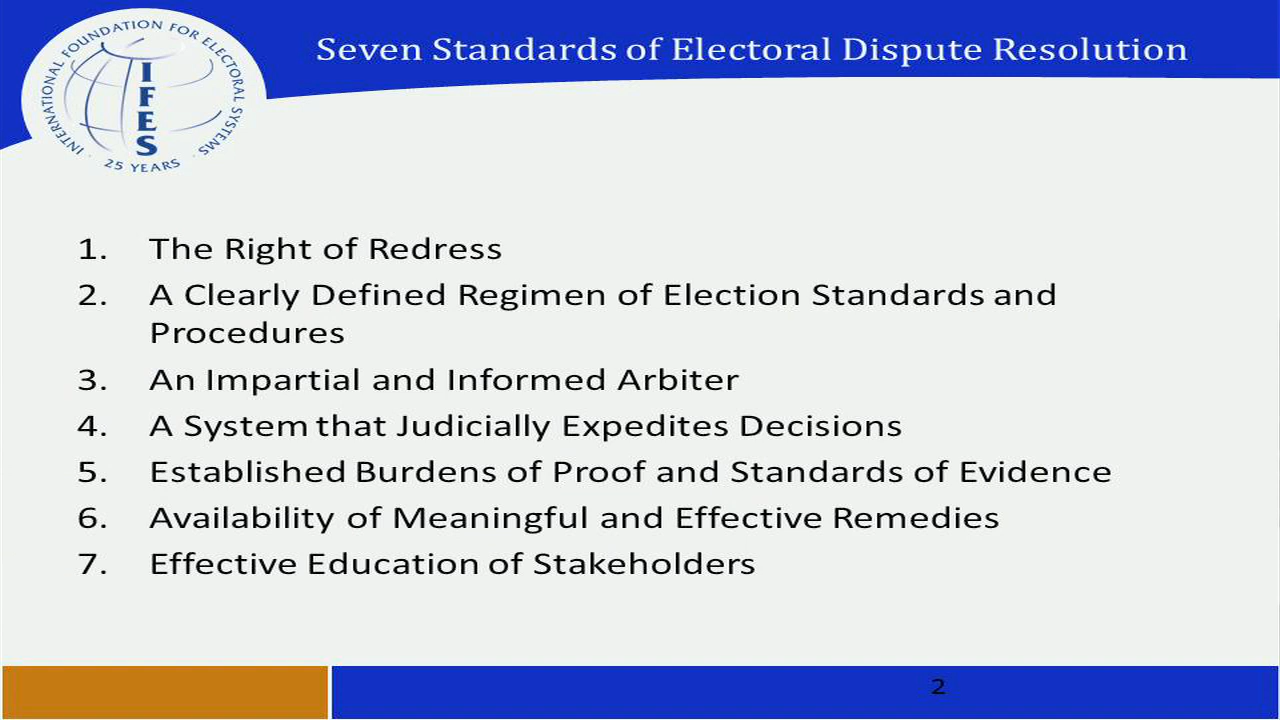 INTERNATIONAL FOUNDATION FOR ELECTORAL SYSTEMS
I
F
E
S
· 25 YEARS ·
Seven Standards of Electoral Dispute Resolution
1. The Right of Redress
2. A Clearly Defined Regimen of Election Standards and
Procedures
3. An Impartial and Informed Arbiter
4. A System that Judicially Expedites Decisions
5. Established Burdens of Proof and Standards of Evidence
6. Availability of Meaningful and Effective Remedies
7. Effective Education of Stakeholders
2